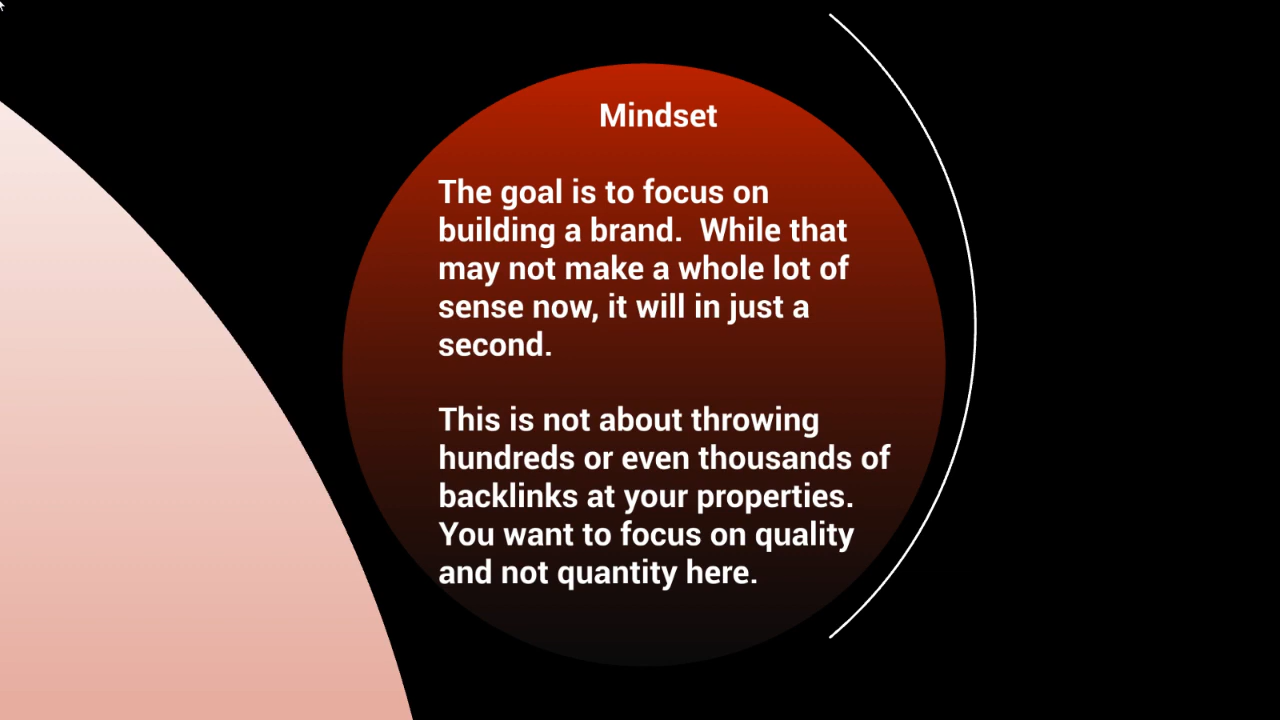 Mindset
The goal is to focus on
building a brand.  While that
may not make a whole lot of
sense now, it will in just a
second.
This is not about throwing
hundreds or even thousands of
backlinks at your properties.
You want to focus on quality
and not quantity here.